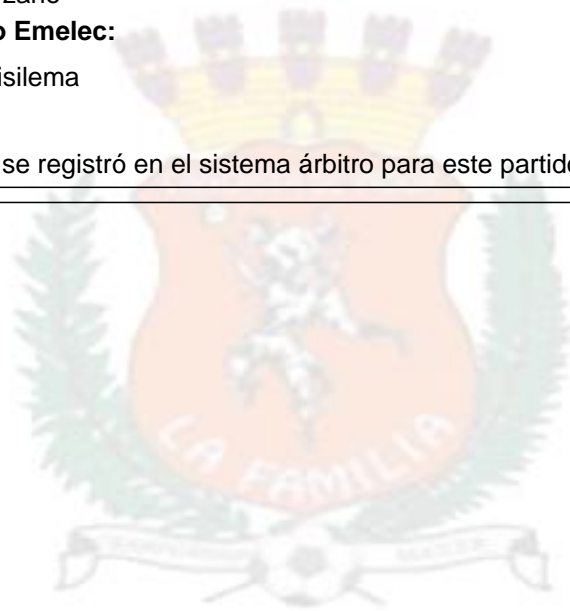 o Emelec:
isilema
se registró en el sistema árbitro para este partido
LA FAMILIA